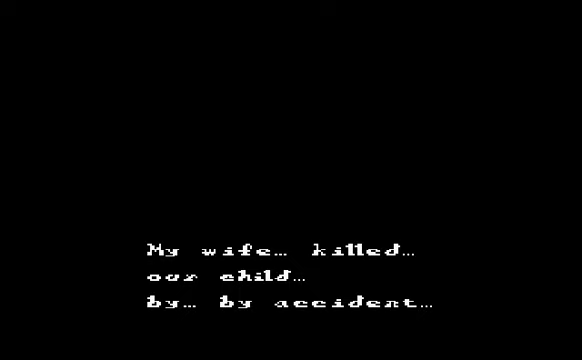 My wife… killed…
our child…
by… by accident…